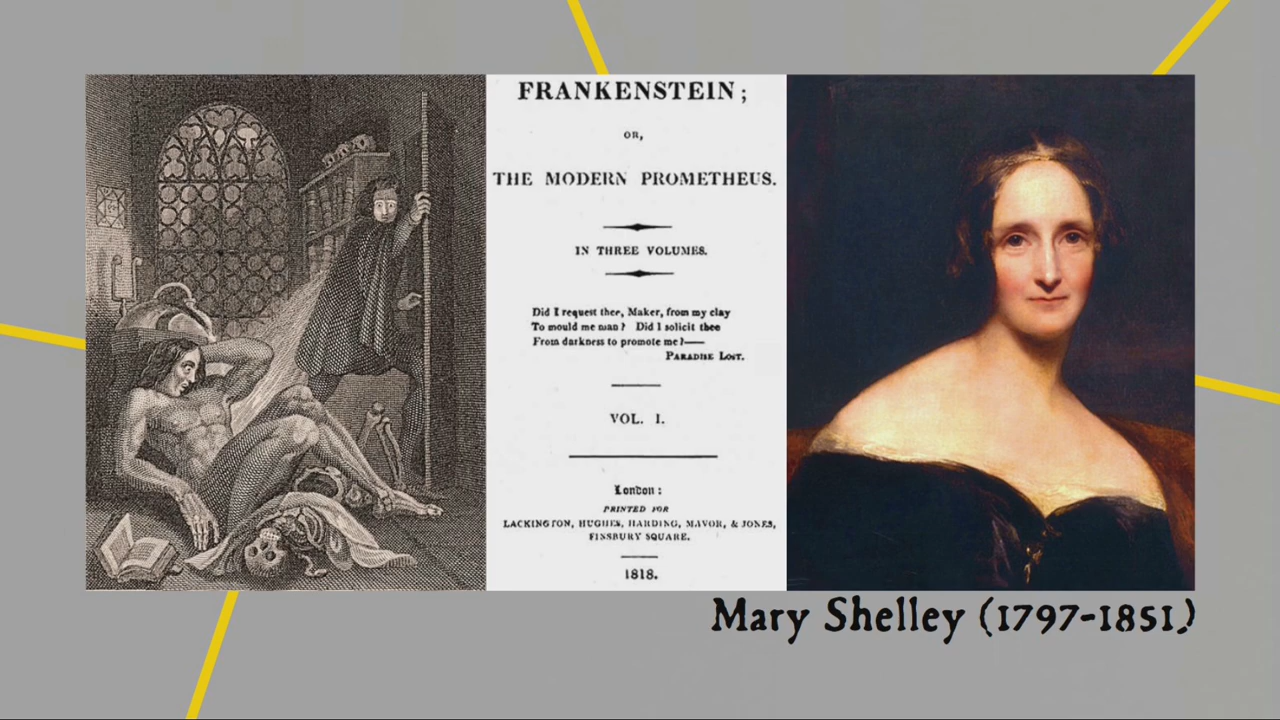 FRANKENSTEIN;
OR,
THE MODERN PROMETHEUS.
IN THREE VOLUMES.
Did I request thee, Maker, from my clay
To mould me man? Did I solicit thee
From darkness to promote me?—
PARADISE LOST.
VOL. I.
London:
PRINTED FOR
LACKINGTON, HUGHES, HARDING, MAVOR, & JONES,
FINSBURY SQUARE.
1818.
Mary Shelley (1797-1851)